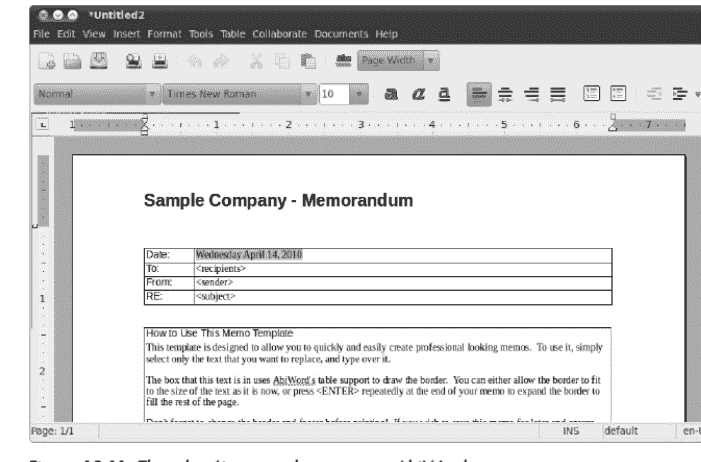 *Untitled2
File Edit View Insert Format Tools Table Collaborate Documents Help
Page Width
Normal Times New Roman 10
1 1 2 3 4 5 6 7
Sample Company - Memorandum
Date: Wednesday April 14, 2010
To: <recipients>
From: <sender>
RE: <subject>
1
How to Use This Memo Template
This template is designed to allow you to quickly and easily create professional looking memos. To use it, simply
select only the text that you want to replace, and type over it.
2
The box that this text is in uses AbiWord's table support to draw the border. You can either allow the border to fit
to the size of the text as it is now, or press <ENTER> repeatedly at the end of your memo to expand the border to
fill the rest of the page.
Page: 1/1 INS default en-U